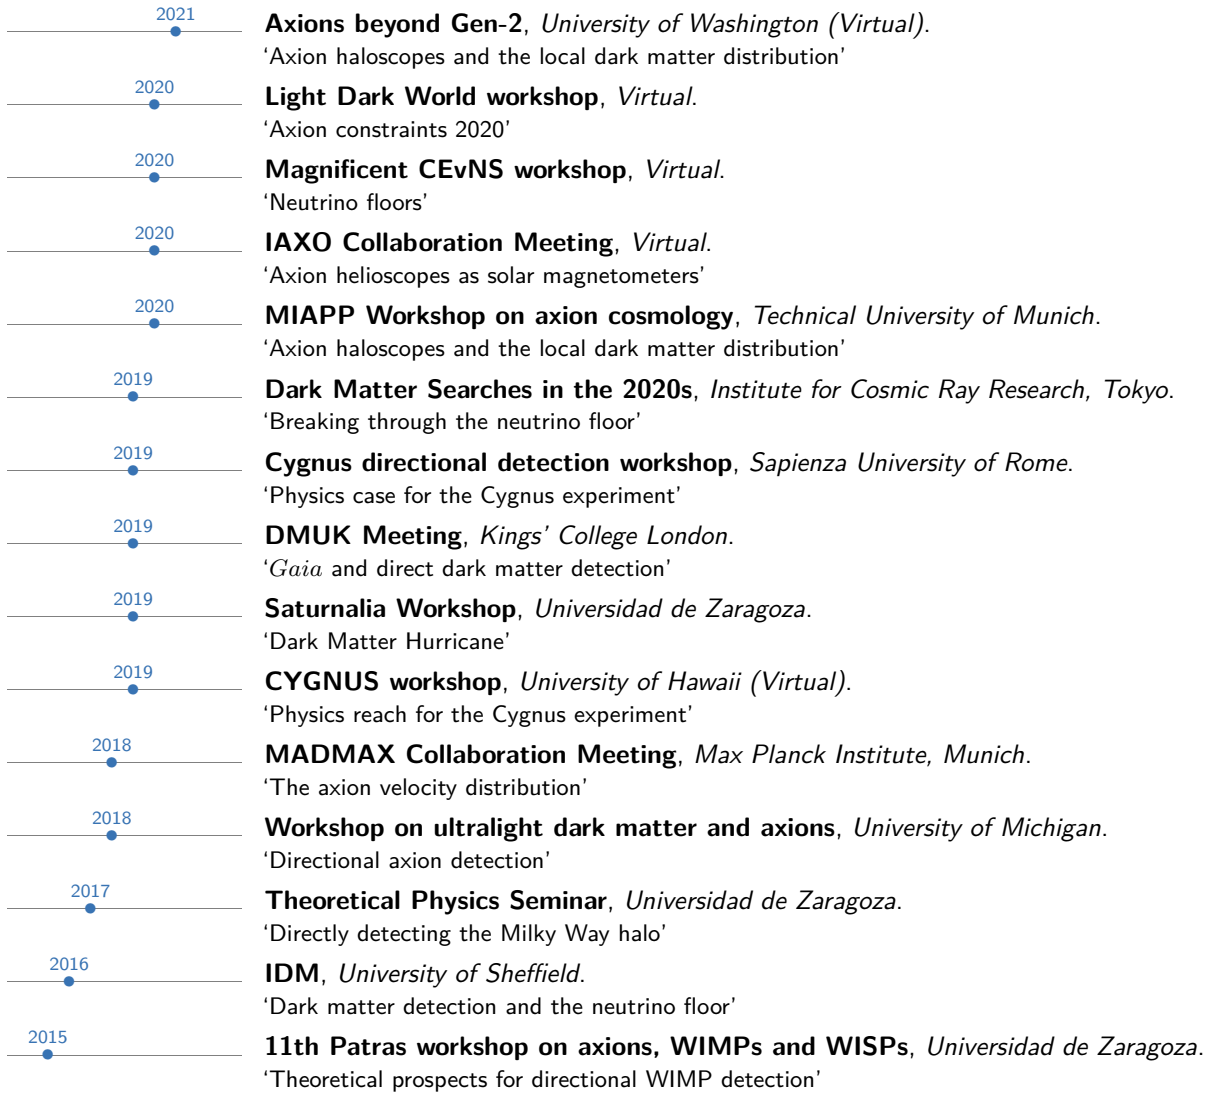 2021
Axions beyond Gen-2, University of Washington (Virtual).
‘Axion haloscopes and the local dark matter distribution’
2020
Light Dark World workshop, Virtual.
‘Axion constraints 2020’
2020
Magnificent CEvNS workshop, Virtual.
‘Neutrino floors’
2020
IAXO Collaboration Meeting, Virtual.
‘Axion helioscopes as solar magnetometers’
2020
MIAPP Workshop on axion cosmology, Technical University of Munich.
‘Axion haloscopes and the local dark matter distribution’
2019
Dark Matter Searches in the 2020s, Institute for Cosmic Ray Research, Tokyo.
‘Breaking through the neutrino floor’
2019
Cygnus directional detection workshop, Sapienza University of Rome.
‘Physics case for the Cygnus experiment’
2019
DMUK Meeting, Kings’ College London.
‘Gaia and direct dark matter detection’
2019
Saturnalia Workshop, Universidad de Zaragoza.
‘Dark Matter Hurricane’
2019
CYGNUS workshop, University of Hawaii (Virtual).
‘Physics reach for the Cygnus experiment’
2018
MADMAX Collaboration Meeting, Max Planck Institute, Munich.
‘The axion velocity distribution’
2018
Workshop on ultralight dark matter and axions, University of Michigan.
‘Directional axion detection’
2017
Theoretical Physics Seminar, Universidad de Zaragoza.
‘Directly detecting the Milky Way halo’
2016
IDM, University of Sheffield.
‘Dark matter detection and the neutrino floor’
2015
11th Patras workshop on axions, WIMPs and WISPs, Universidad de Zaragoza.
‘Theoretical prospects for directional WIMP detection’